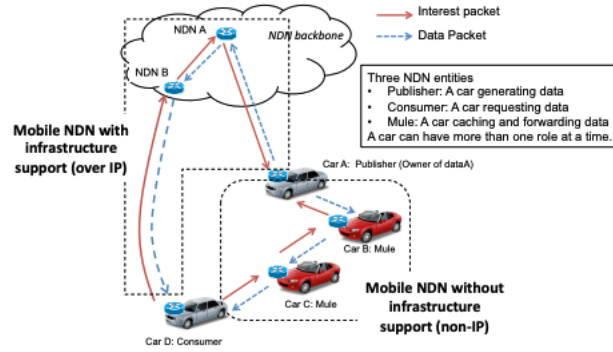 NDN A
NDN backbone
NDN B
Interest packet
Data Packet
Three NDN entities
• Publisher: A car generating data
• Consumer: A car requesting data
• Mule: A car caching and forwarding data
A car can have more than one role at a time.
Mobile NDN with
infrastructure
support (over IP)
Car A: Publisher (Owner of dataA)
Car B: Mule
Car C: Mule
Mobile NDN without
infrastructure
support (non-IP)
Car D: Consumer